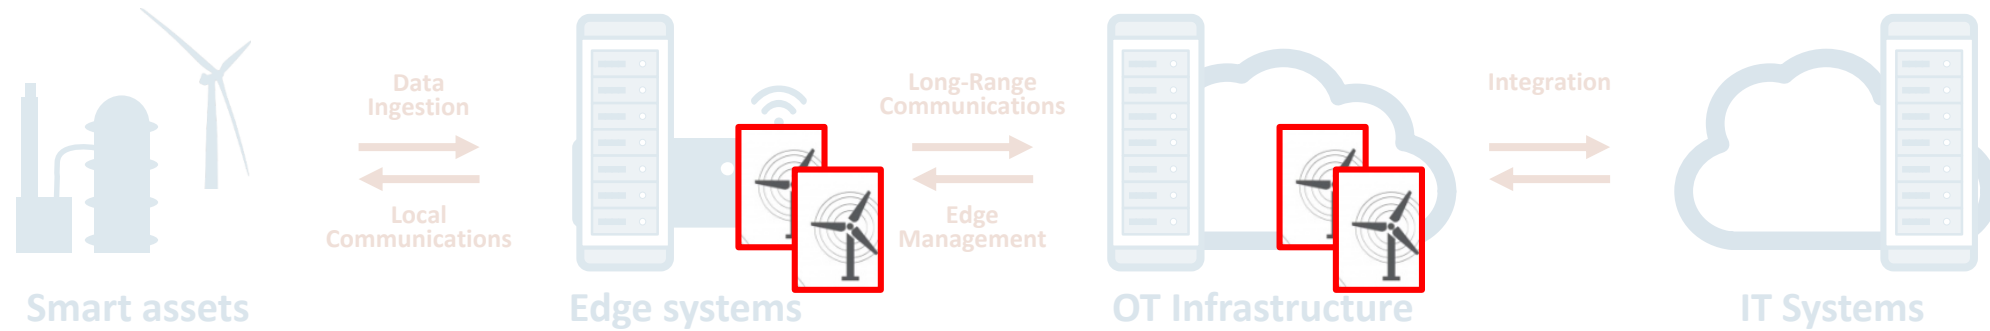 Data
Ingestion
Local
Communications
Long-Range
Communications
Edge
Management
Integration
Smart assets
Edge systems
OT Infrastructure
IT Systems